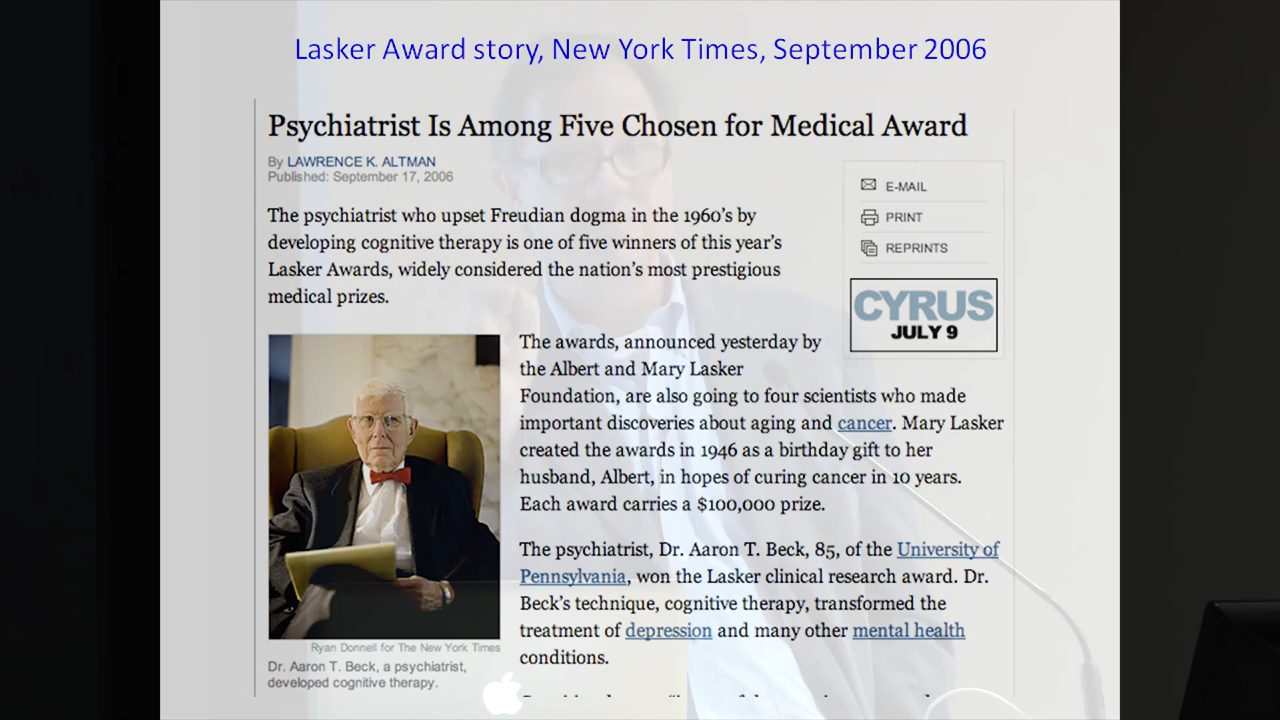 Lasker Award story, New York Times, September 2006
Psychiatrist Is Among Five Chosen for Medical Award
By LAWRENCE K. ALTMAN
Published: September 17, 2006
E-MAIL
PRINT
REPRINTS
CYRUS
JULY 9
The psychiatrist who upset Freudian dogma in the 1960's by
developing cognitive therapy is one of five winners of this year's
Lasker Awards, widely considered the nation's most prestigious
medical prizes.
The awards, announced yesterday by
the Albert and Mary Lasker
Foundation, are also going to four scientists who made
important discoveries about aging and cancer. Mary Lasker
created the awards in 1946 as a birthday gift to her
husband, Albert, in hopes of curing cancer in 10 years.
Each award carries a $100,000 prize.
The psychiatrist, Dr. Aaron T. Beck, 85, of the University of
Pennsylvania, won the Lasker clinical research award. Dr.
Beck's technique, cognitive therapy, transformed the
treatment of depression and many other mental health
conditions.
Ryan Donnell for The New York Times
Dr. Aaron T. Beck, a psychiatrist,
developed cognitive therapy.